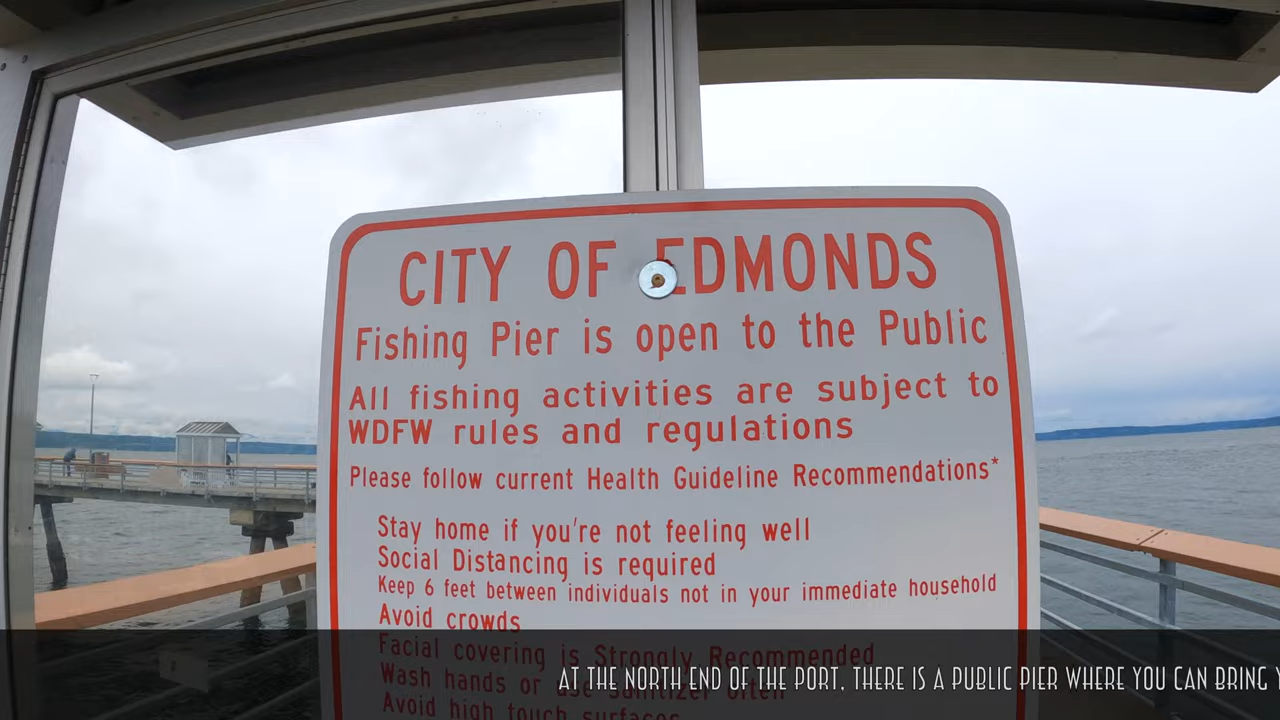 CITY OF EDMONDS
Fishing Pier is open to the Public
All fishing activities are subject to
WDFW rules and regulations
Please follow current Health Guideline Recommendations*
Stay home if you're not feeling well
Social Distancing is required
Keep 6 feet between individuals not in your immediate household
Avoid crowds
Facial covering is Strongly Recommended
Wash hands or use sanitizer often
Avoid high touch surfaces
AT THE NORTH END OF THE PORT, THERE IS A PUBLIC PIER WHERE YOU CAN BRING